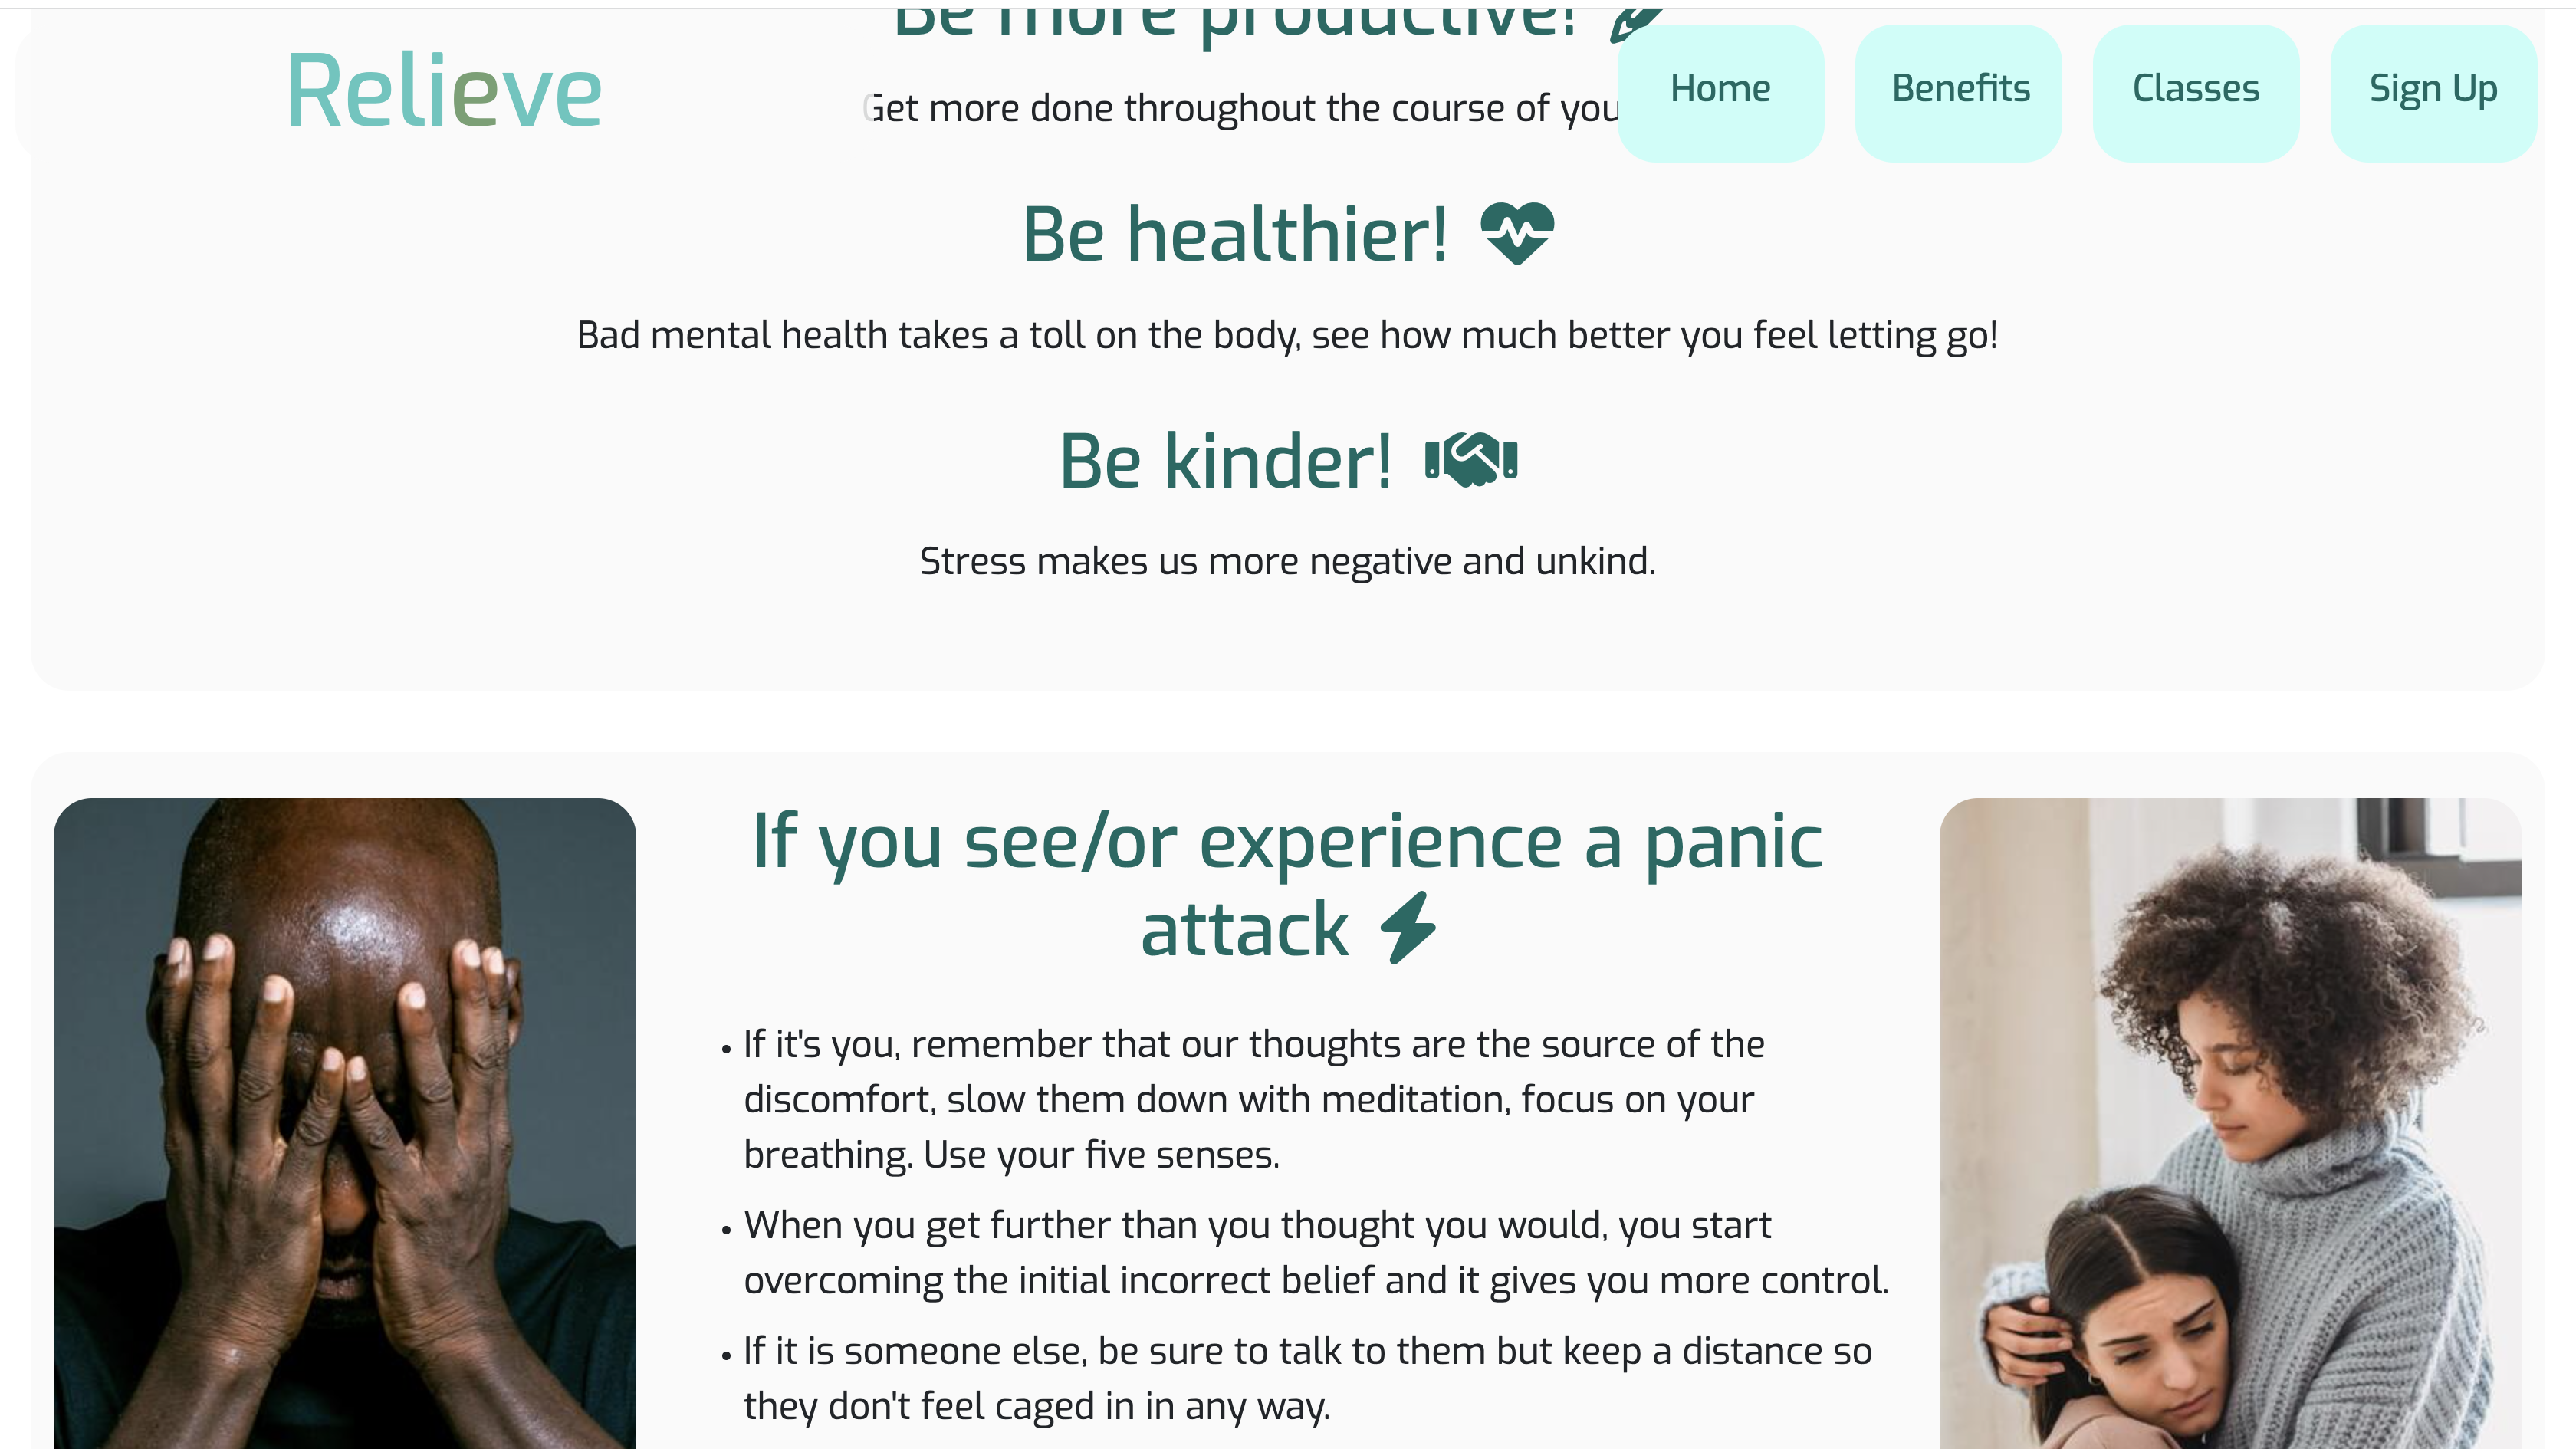 Be more productive!
Relieve
Home
Benefits
Classes
Sign Up
Get more done throughout the course of
Be healthier!
Bad mental health takes a toll on the body, see how much better you feel letting go!
Be kinder!
Stress makes us more negative and unkind.
If you see/or experience a panic
attack
• If it's you, remember that our thoughts are the source of the
discomfort, slow them down with meditation, focus on your
breathing. Use your five senses.
• When you get further than you thought you would, you start
overcoming the initial incorrect belief and it gives you more control.
• If it is someone else, be sure to talk to them but keep a distance so
they don't feel caged in in any way.